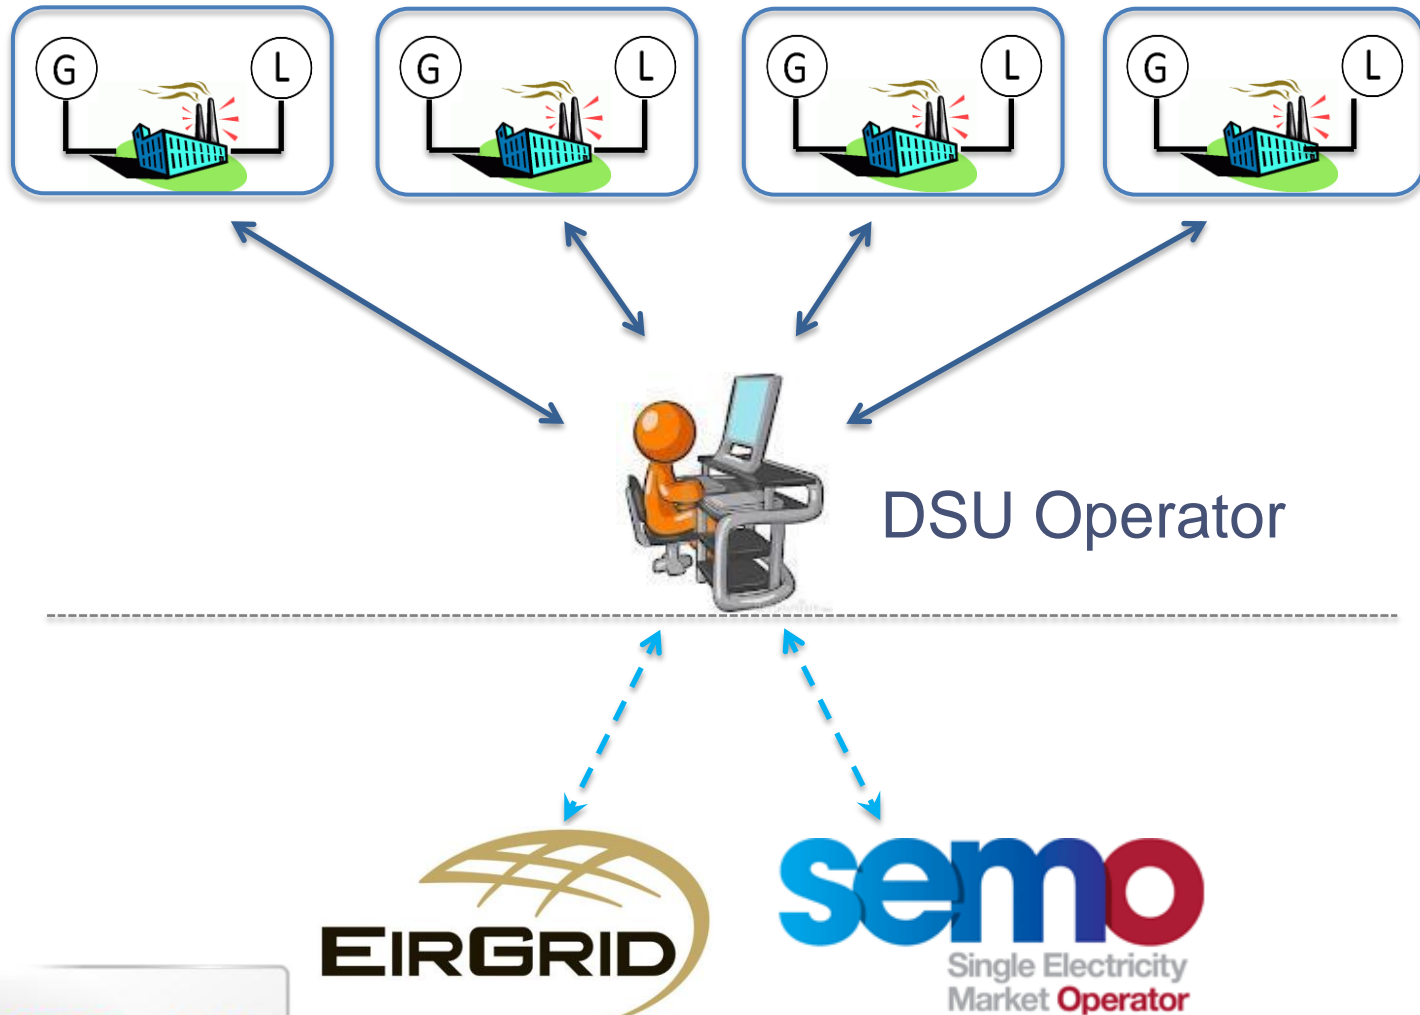 G L G L G L G L
DSU Operator
EIRGRID
semo
Single Electricity
Market Operator